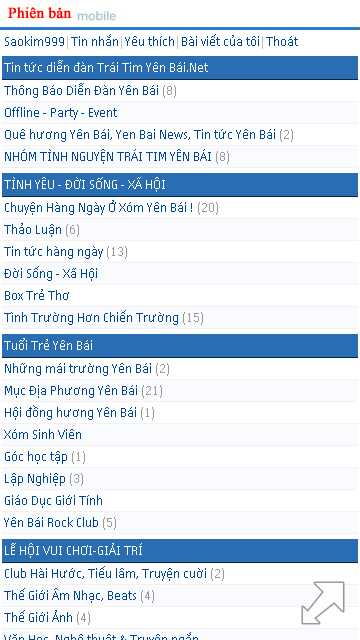 Phiên bản mobile
Saokim999| Tin nhắn| Yêu thích| Bài viết của tôi| Thoát
Tin tức diễn đàn Trái Tim Yên Bái.Net
Thông Báo Diễn Đàn Yên Bái (8)
Offline - Party - Event
Quê hương Yên Bái, Yen Bai News, Tin tức Yên Bái (2)
NHÓM TÌNH NGUYỆN TRÁI TIM YÊN BÁI (8)
TÌNH YÊU - ĐỜI SỐNG - XÃ HỘI
Chuyện Hàng Ngày Ở Xóm Yên Bái ! (20)
Thảo Luận (6)
Tin tức hàng ngày (13)
Đời Sống - Xã Hội
Box Trẻ Thơ
Tình Trường Hơn Chiến Trường (15)
Tuổi Trẻ Yên Bái
Những mái trường Yên Bái (2)
Mục Địa Phương Yên Bái (21)
Hội đồng hương Yên Bái (1)
Xóm Sinh Viên
Góc học tập (1)
Lập Nghiệp (3)
Giáo Dục Giới Tính
Yên Bái Rock Club (5)
LỄ HỘI VUI CHƠI-GIẢI TRÍ
Club Hài Hước, Tiếu lâm, Truyện cười (2)
Thế Giới Âm Nhạc, Beats (4)
Thế Giới Ảnh (4)
Văn Học, Nghệ thuật & Truyện ngắn